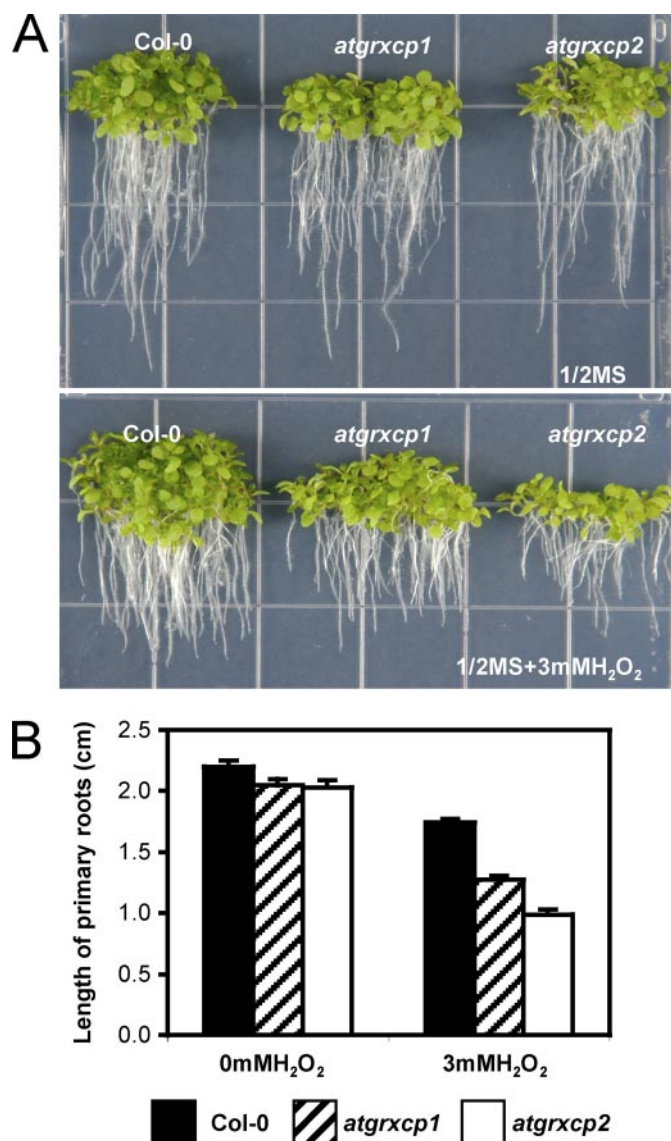 A
Col-0 atgrxcp1 atgrxcp2
1/2MS
Col-0 atgrxcp1 atgrxcp2
1/2MS+3mMH₂O₂
B
Length of primary roots (cm)
2.5
2.0
1.5
1.0
0.5
0.0
0mMH₂O₂ 3mMH₂O₂
Col-0 atgrxcp1 atgrxcp2